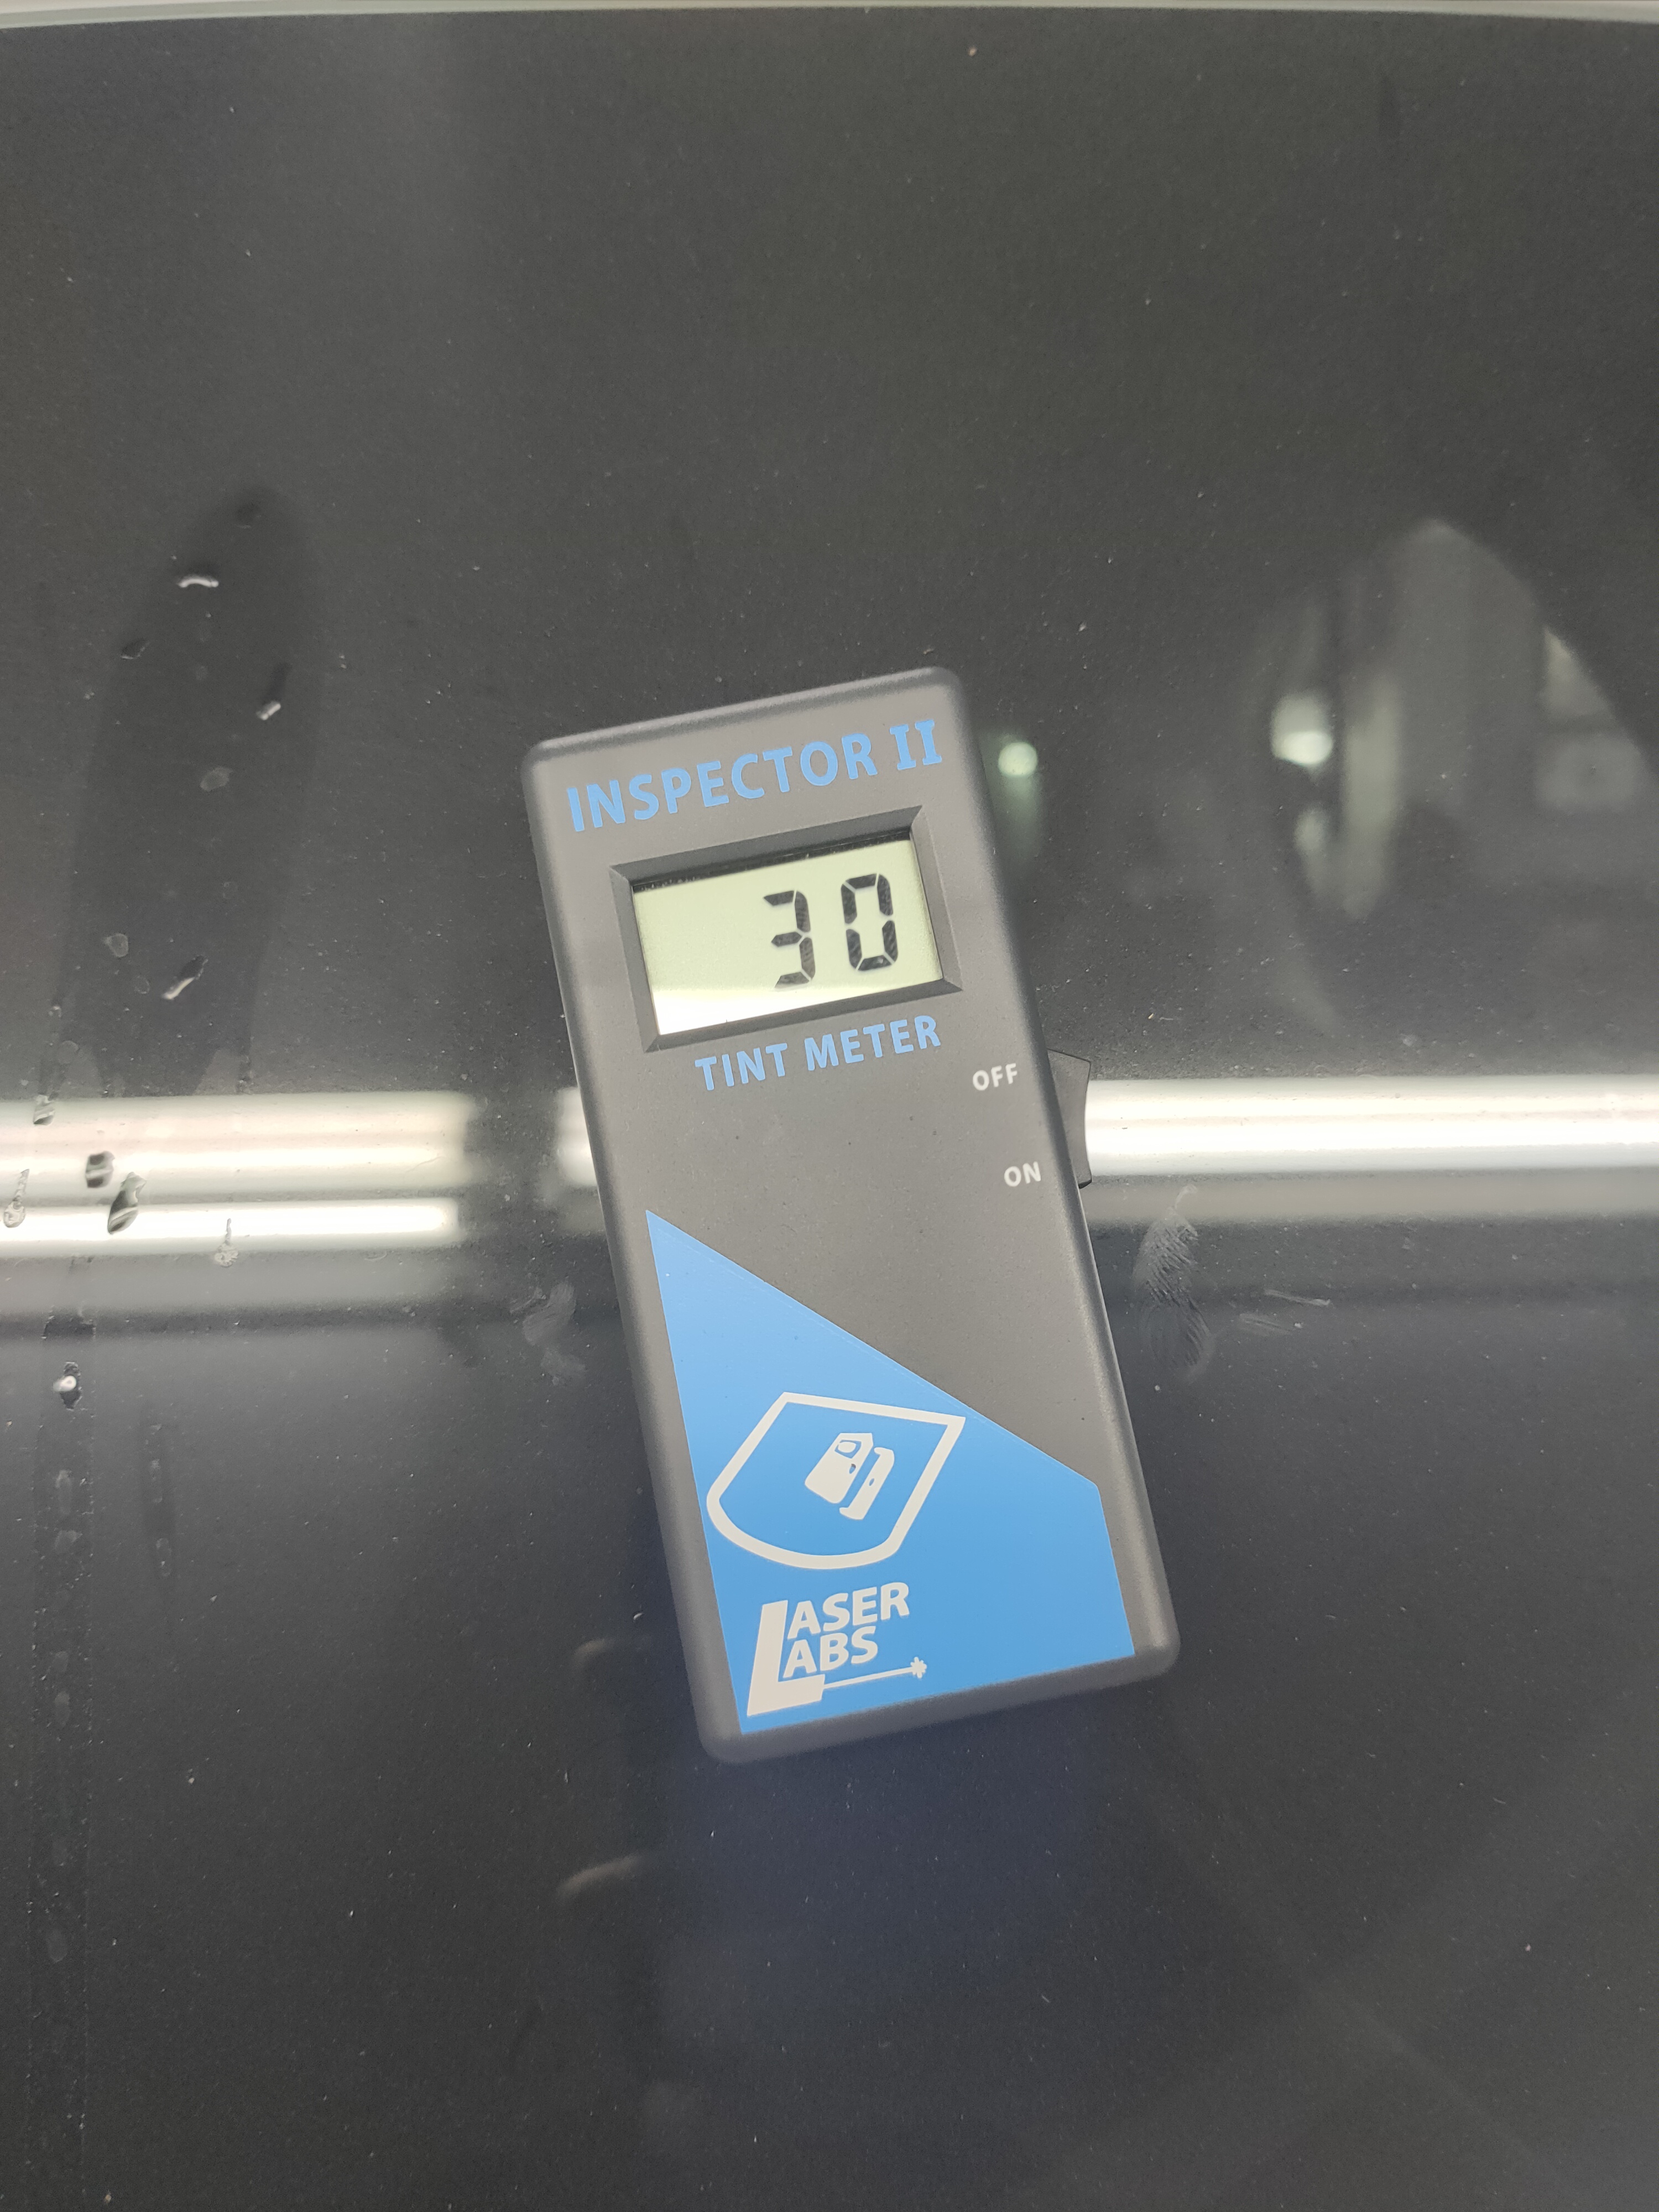 INSPECTOR II
30
TINT METER
OFF
ON
LASER
LABS